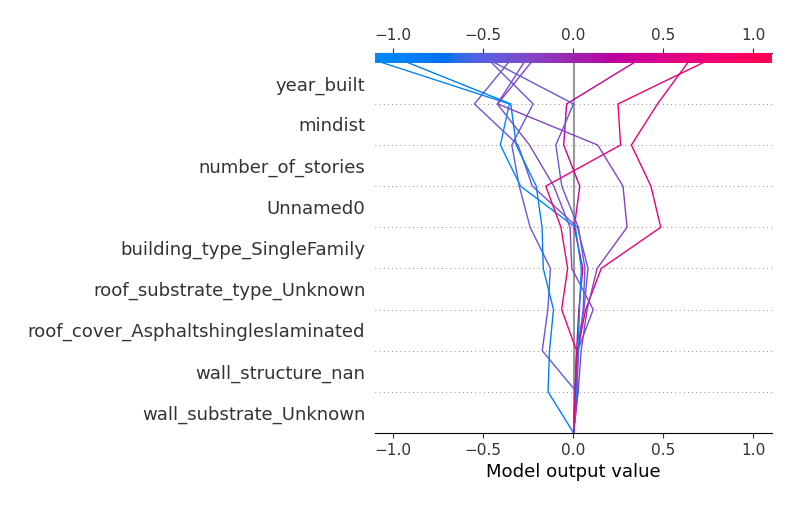 −1.0 −0.5 0.0 0.5 1.0
year_built
mindist
number_of_stories
Unnamed0
building_type_SingleFamily
roof_substrate_type_Unknown
roof_cover_Asphaltshingleslaminated
wall_structure_nan
wall_substrate_Unknown
−1.0 −0.5 0.0 0.5 1.0
Model output value